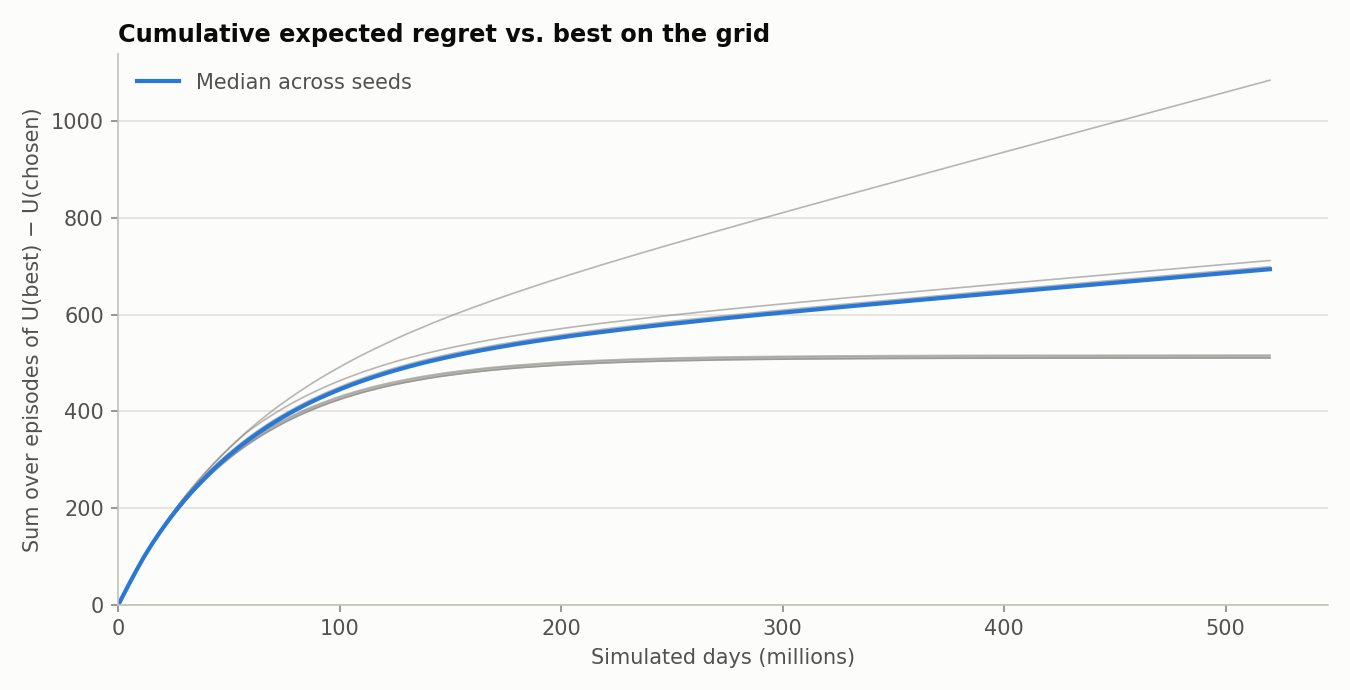 Cumulative expected regret vs. best on the grid
Median across seeds
Sum over episodes of U(best) − U(chosen)
1000
800
600
400
200
0
0 100 200 300 400 500
Simulated days (millions)